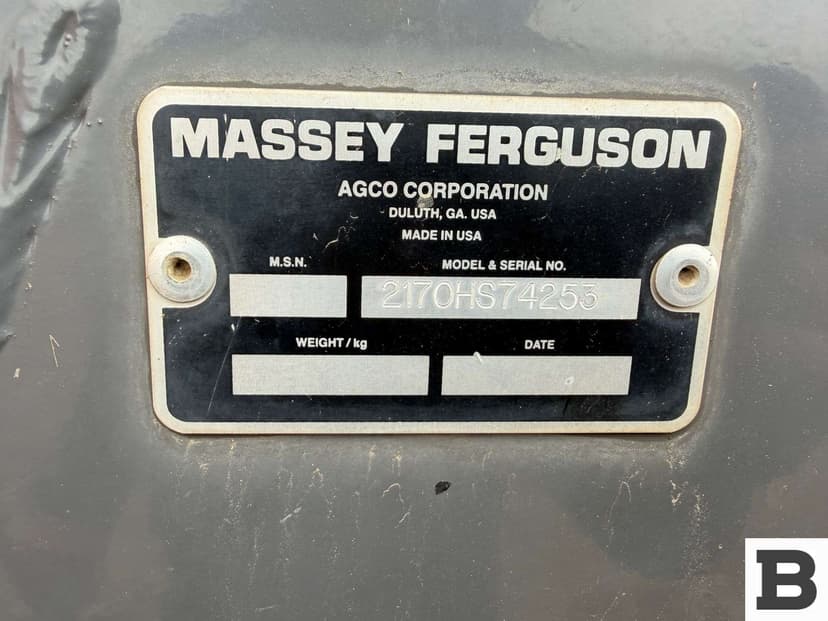 MASSEY FERGUSON
AGCO CORPORATION
DULUTH, GA. USA
MADE IN USA
M.S.N.
MODEL & SERIAL NO.
2170HS74253
WEIGHT/kg
DATE
B